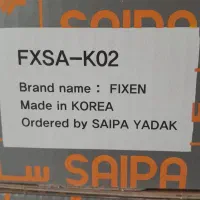 SAIPA
FXSA-K02
Brand name : FIXEN
Made in KOREA
Ordered by SAIPA YADAK
SAIPA